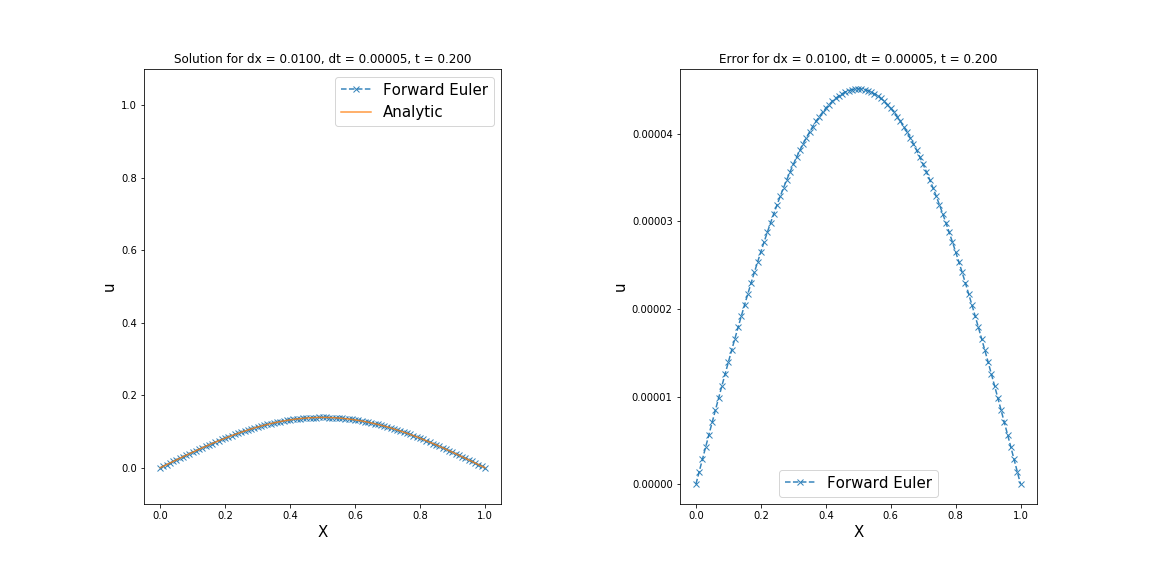 Solution for dx = 0.0100, dt = 0.00005, t = 0.200
Forward Euler
Analytic
1.0
0.8
0.6
0.4
0.2
0.0
u
0.0 0.2 0.4 0.6 0.8 1.0
X
Error for dx = 0.0100, dt = 0.00005, t = 0.200
0.00004
0.00003
0.00002
0.00001
0.00000
u
Forward Euler
0.0 0.2 0.4 0.6 0.8 1.0
X